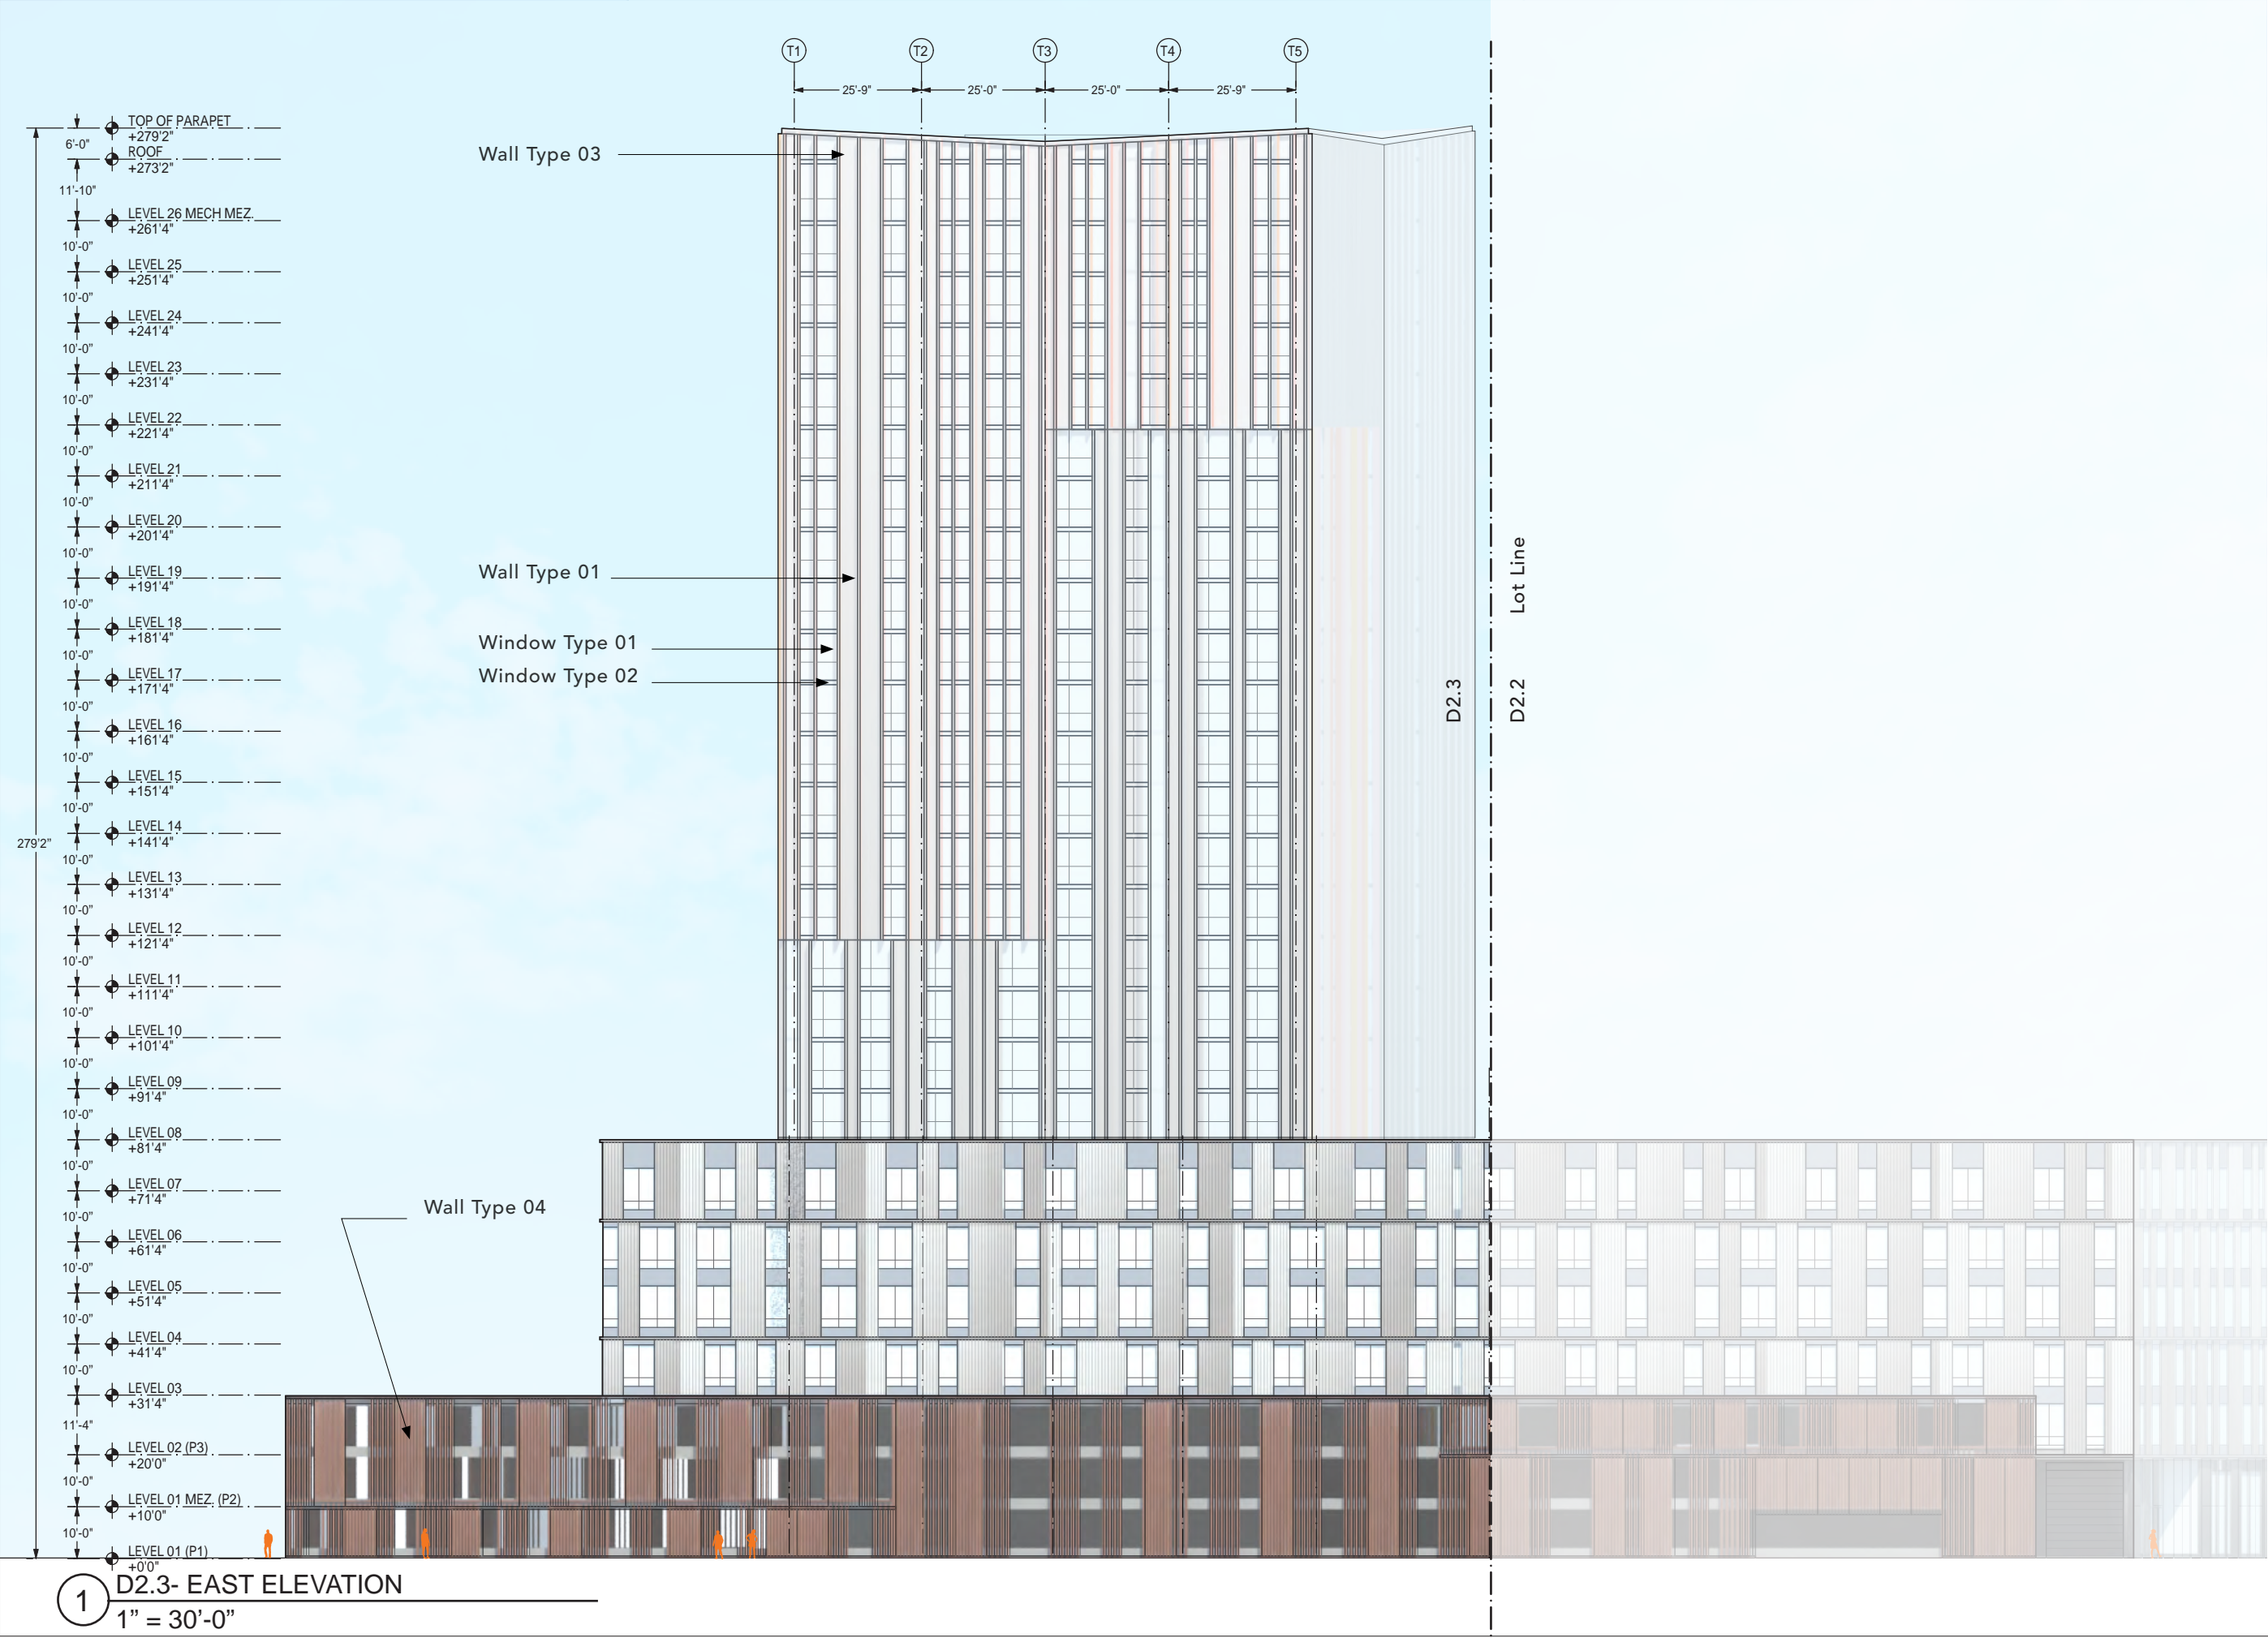 T1 T2 T3 T4 T5
25'-9" 25'-0" 25'-0" 25'-9"
TOP OF PARAPET
+279'2"
6'-0"
ROOF
+273'2"
Wall Type 03
11'-10"
LEVEL 26 MECH MEZ.
+261'4"
10'-0"
LEVEL 25
+251'4"
10'-0"
LEVEL 24
+241'4"
10'-0"
LEVEL 23
+231'4"
10'-0"
LEVEL 22
+221'4"
10'-0"
LEVEL 21
+211'4"
10'-0"
LEVEL 20
+201'4"
10'-0"
LEVEL 19
+191'4"
Wall Type 01
Lot Line
10'-0"
LEVEL 18
+181'4"
Window Type 01
10'-0"
LEVEL 17
+171'4"
Window Type 02
D2.3
D2.2
10'-0"
LEVEL 16
+161'4"
10'-0"
LEVEL 15
+151'4"
10'-0"
LEVEL 14
+141'4"
279'2"
10'-0"
LEVEL 13
+131'4"
10'-0"
LEVEL 12
+121'4"
10'-0"
LEVEL 11
+111'4"
10'-0"
LEVEL 10
+101'4"
10'-0"
LEVEL 09
+91'4"
10'-0"
LEVEL 08
+81'4"
10'-0"
LEVEL 07
+71'4"
Wall Type 04
10'-0"
LEVEL 06
+61'4"
10'-0"
LEVEL 05
+51'4"
10'-0"
LEVEL 04
+41'4"
10'-0"
LEVEL 03
+31'4"
11'-4"
LEVEL 02 (P3)
+20'0"
10'-0"
LEVEL 01 MEZ. (P2)
+10'0"
10'-0"
LEVEL 01 (P1)
+0'0"
1
D2.3- EAST ELEVATION
1” = 30’-0”